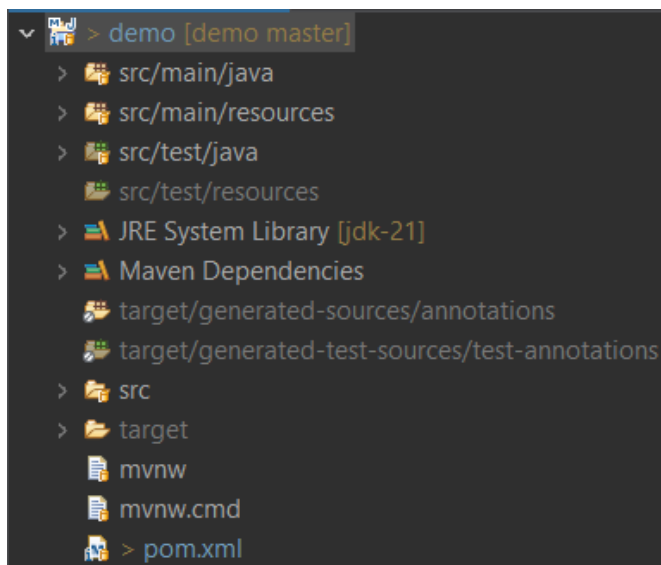 > demo [demo master]
src/main/java
src/main/resources
src/test/java
src/test/resources
JRE System Library [jdk-21]
Maven Dependencies
target/generated-sources/annotations
target/generated-test-sources/test-annotations
src
target
mvnw
mvnw.cmd
> pom.xml